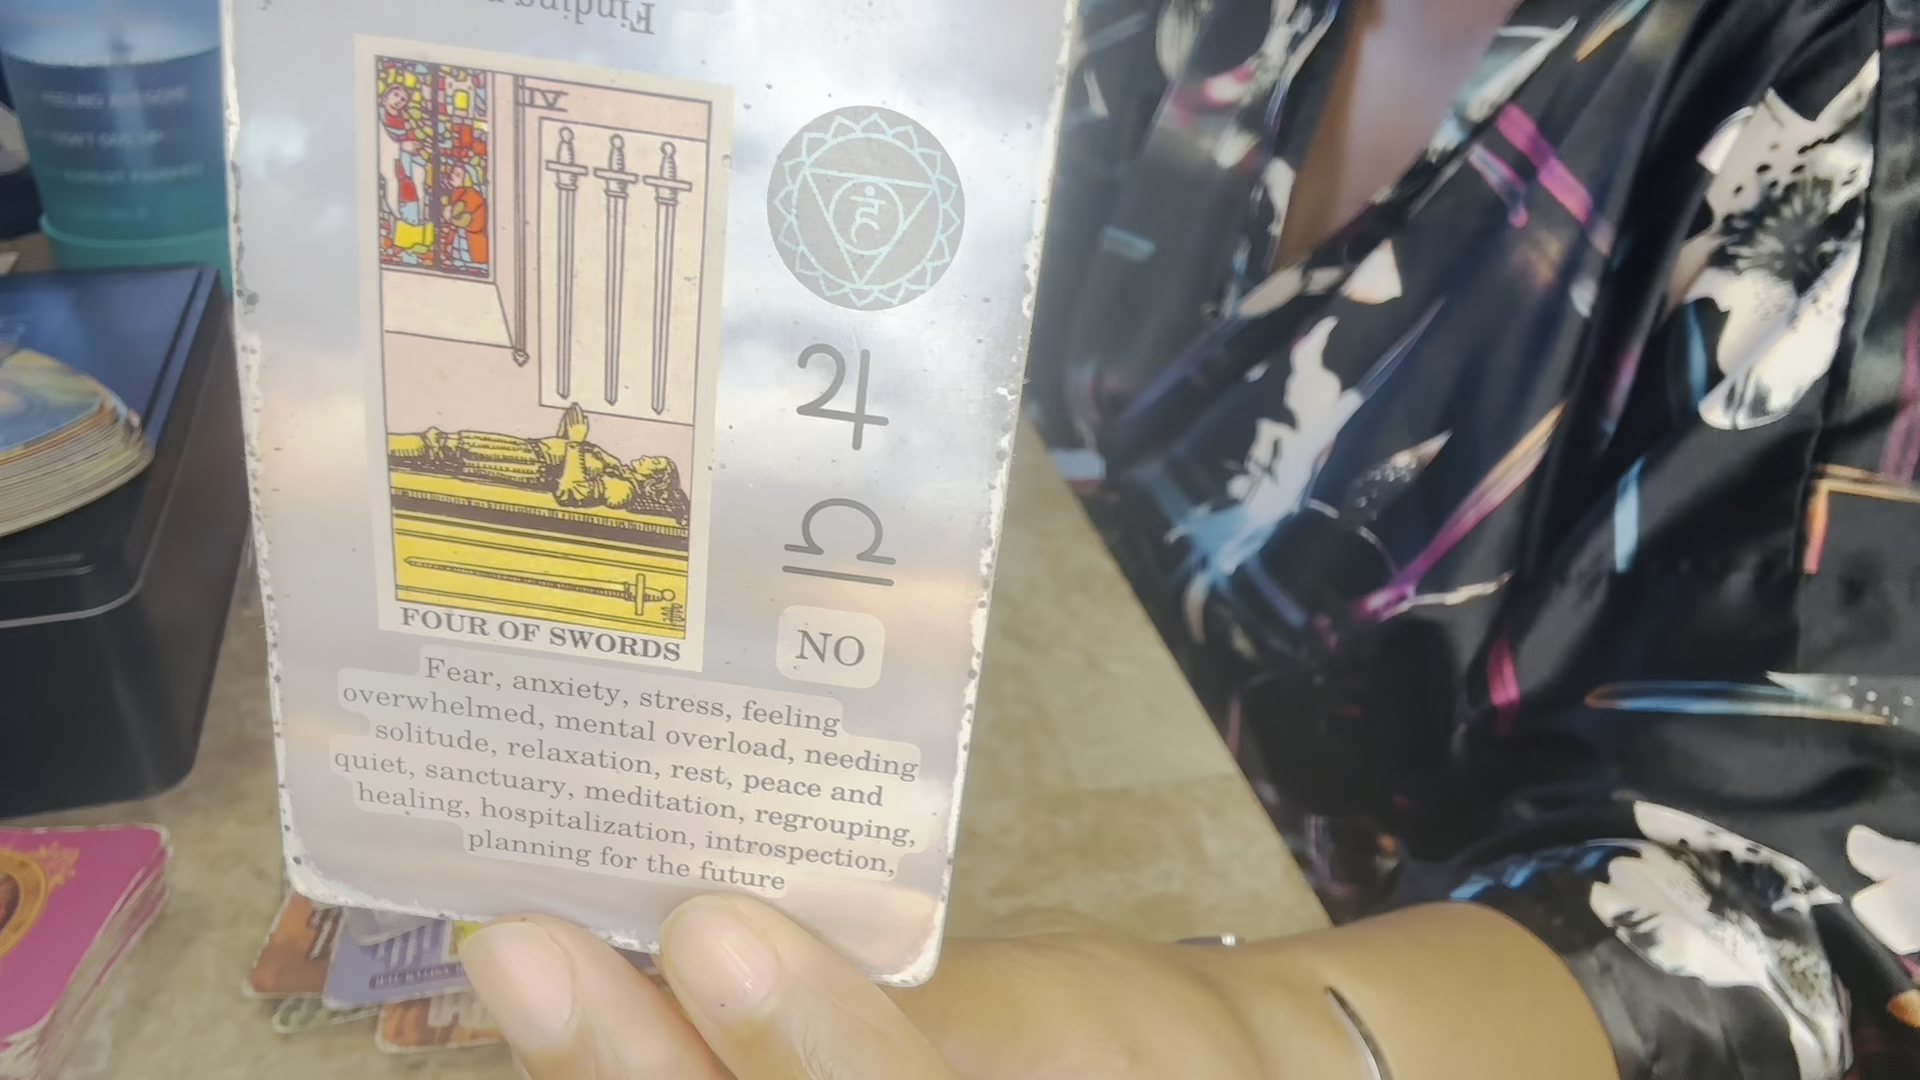 Finding
IV
FOUR OF SWORDS
NO
Fear, anxiety, stress, feeling
overwhelmed, mental overload, needing
solitude, relaxation, rest, peace and
quiet, sanctuary, meditation, regrouping,
healing, hospitalization, introspection,
planning for the future